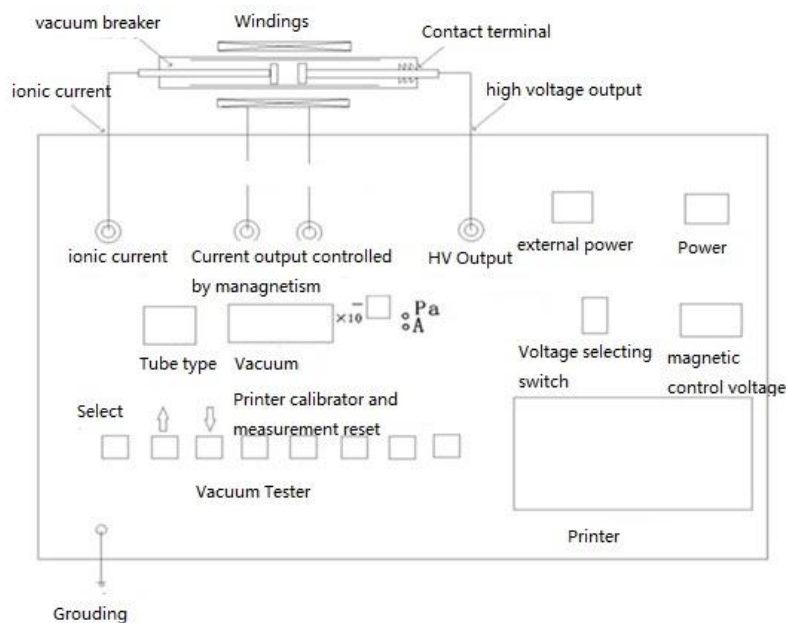 vacuum breaker
Windings
Contact terminal
ionic current
high voltage output
ionic current
Current output controlled
by managnetism
HV Output
external power
Power
Tube type
Vacuum
×10
−
Pa
A
Voltage selecting
switch
magnetic
control voltage
Select
Printer calibrator and
measurement reset
Vacuum Tester
Printer
Grouding